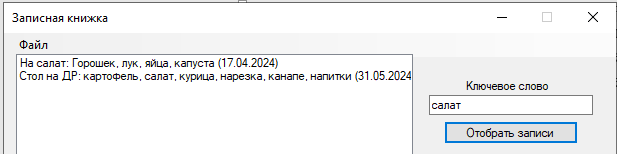 Записная книжка
Файл
На салат: Горошек, лук, яйца, капуста (17.04.2024)
Стол на ДР: картофель, салат, курица, нарезка, канапе, напитки (31.05.2024
Ключевое слово
салат
Отобрать записи